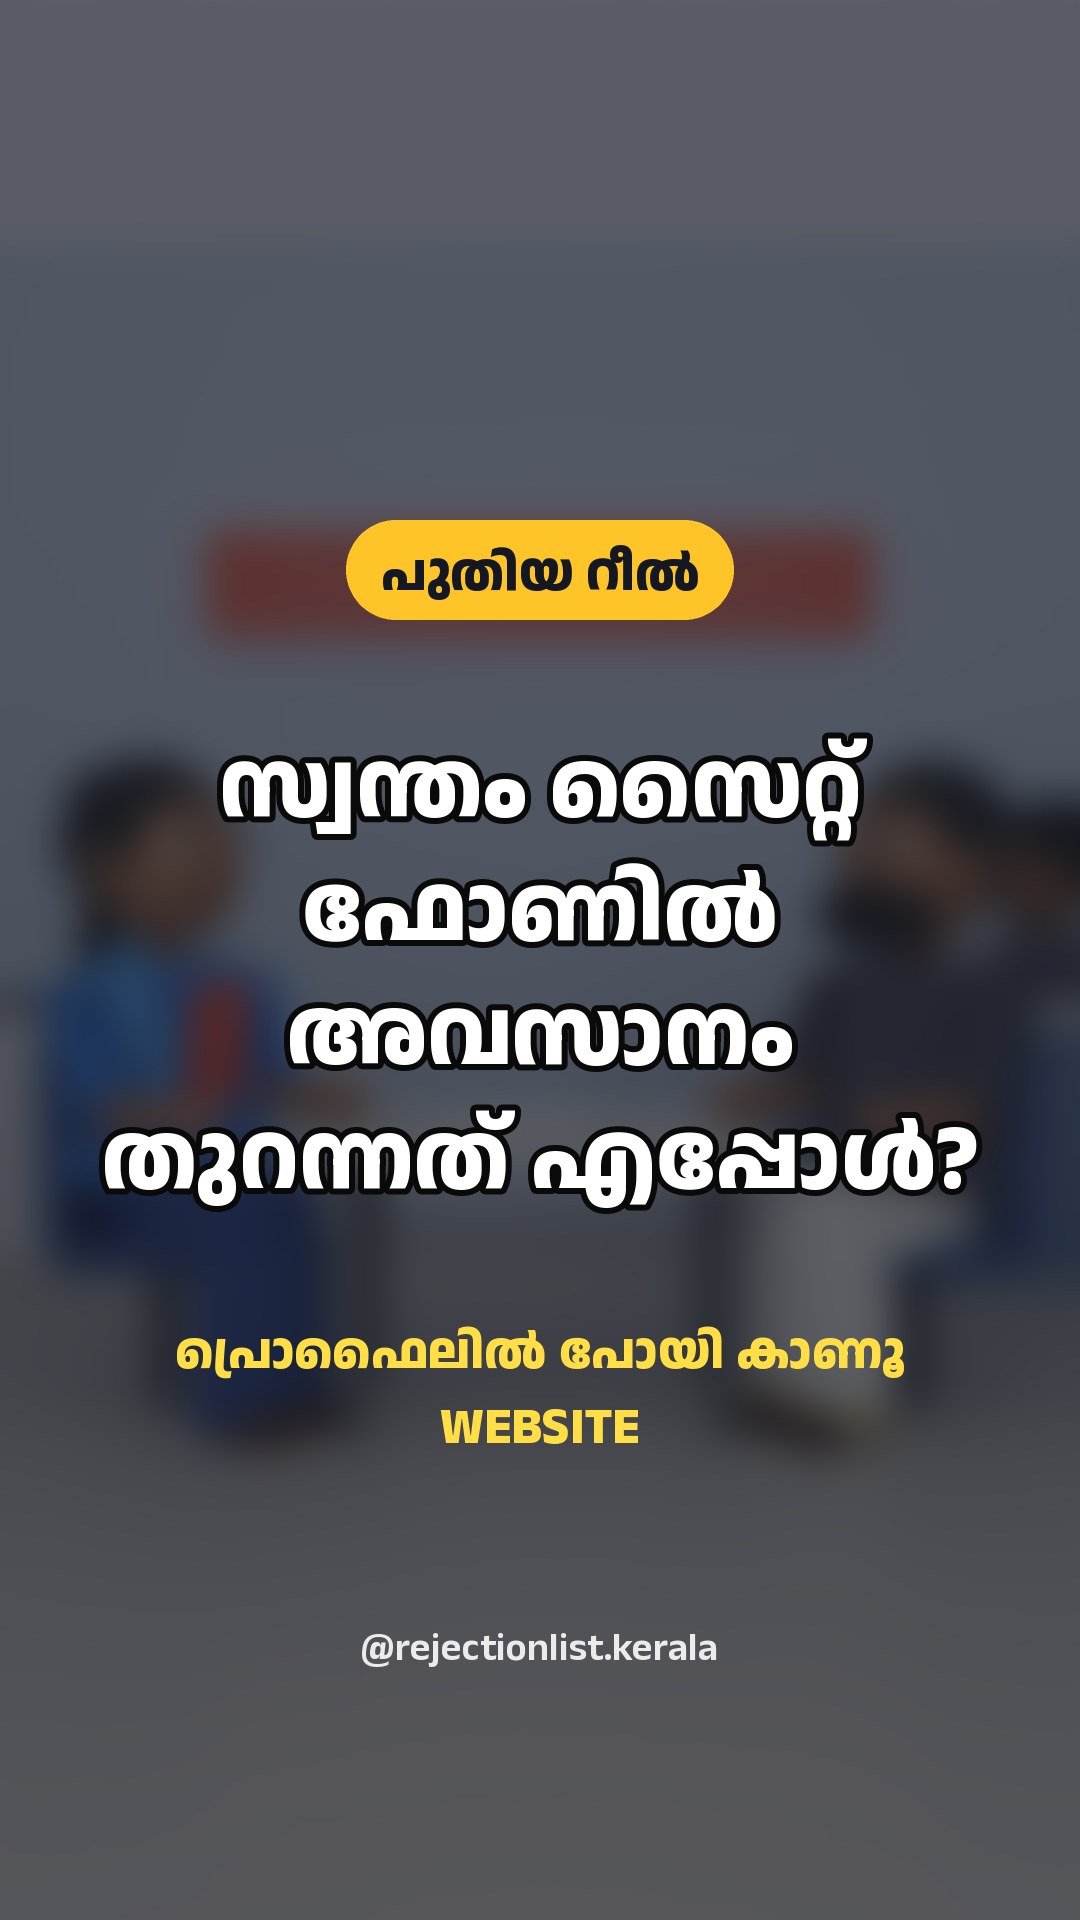 പുതിയ റീൽ
സ്വന്തം സൈറ്റ്
ഫോണിൽ
അവസാനം
തുറന്നത് എപ്പോൾ?
പ്രൊഫൈലിൽ പോയി കാണൂ
WEBSITE
@rejectionlist.kerala